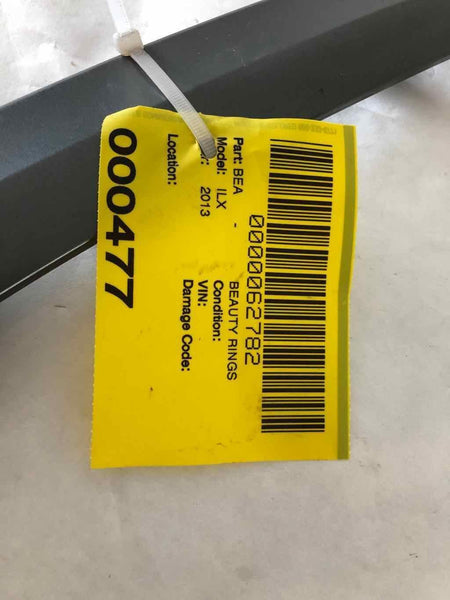 0000062782
Part: BEA - BEAUTY RINGS
Model: ILX Condition:
2013 VIN:
Location: Damage Code:
000477